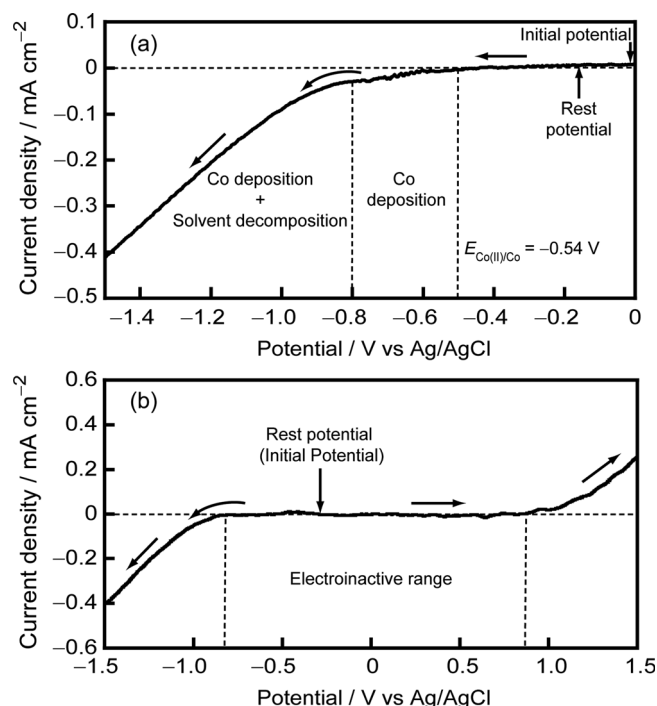 (a)
Initial potential
Rest
potential
Co deposition
+
Solvent decomposition
Co
deposition
E Co(II)/Co = −0.54 V
Current density / mA cm−2
0.1
0
−0.1
−0.2
−0.3
−0.4
−0.5
−1.4 −1.2 −1.0 −0.8 −0.6 −0.4 −0.2 0
Potential / V vs Ag/AgCl
(b)
Rest potential
(Initial Potential)
Electroinactive range
Current density / mA cm−2
0.6
0.4
0.2
0
−0.2
−0.4
−0.6
−1.5 −1.0 −0.5 0 0.5 1.0 1.5
Potential / V vs Ag/AgCl